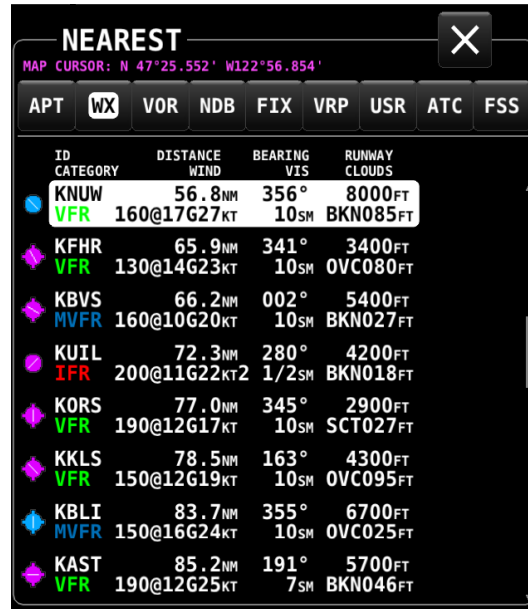 NEAREST
MAP CURSOR: N 47°25.552' W122°56.854'
APT WX VOR NDB FIX VRP USR ATC FSS
ID DISTANCE BEARING RUNWAY
CATEGORY WIND VIS CLOUDS
KNUW 56.8NM 356° 8000FT
VFR 160@17G27KT 10SM BKN085FT
KFHR 65.9NM 341° 3400FT
VFR 130@14G23KT 10SM OVC080FT
KBVS 66.2NM 002° 5400FT
MVFR 160@10G20KT 10SM BKN027FT
KUIL 72.3NM 280° 4200FT
IFR 200@11G22KT2 1/2SM BKN018FT
KORS 77.0NM 345° 2900FT
VFR 190@12G17KT 10SM SCT027FT
KKLS 78.5NM 163° 4300FT
VFR 150@12G19KT 10SM OVC095FT
KBLI 83.7NM 355° 6700FT
MVFR 150@16G24KT 10SM OVC025FT
KAST 85.2NM 191° 5700FT
VFR 190@12G25KT 7SM BKN046FT